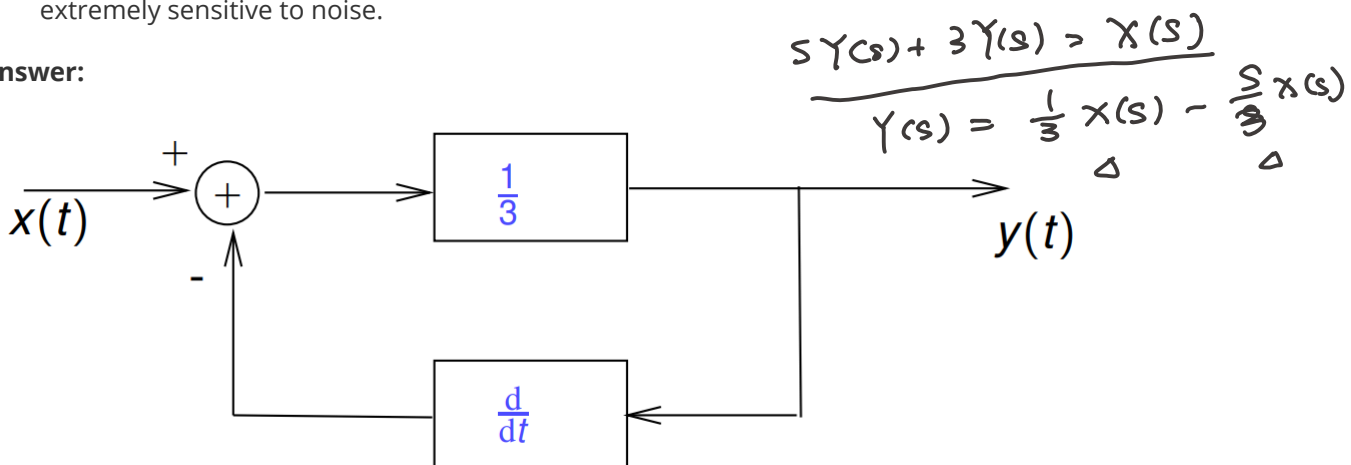 extremely sensitive to noise.
nswer:
sY(s) + 3Y(s) = X(s)
Y(s) = 1/3 X(s) - s/3 X(s)
+
+
1/3
x(t)
y(t)
-
d/dt